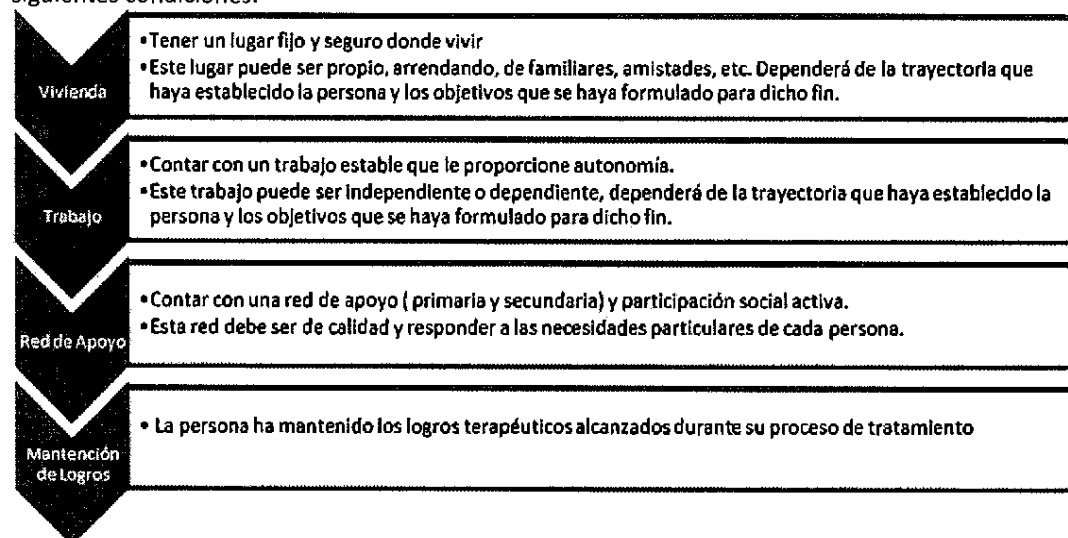 siguientes condiciones:
Vivienda
•Tener un lugar fijo y seguro donde vivir
•Este lugar puede ser propio, arrendando, de familiares, amistades, etc. Dependerá de la trayectoria que
haya establecido la persona y los objetivos que se haya formulado para dicho fin.
Trabajo
•Contar con un trabajo estable que le proporcione autonomía.
•Este trabajo puede ser independiente o dependiente, dependerá de la trayectoria que haya establecido la
persona y los objetivos que se haya formulado para dicho fin.
Red de Apoyo
•Contar con una red de apoyo ( primaria y secundaria) y participación social activa.
•Esta red debe ser de calidad y responder a las necesidades particulares de cada persona.
Mantención
de Logros
• La persona ha mantenido los logros terapéuticos alcanzados durante su proceso de tratamiento